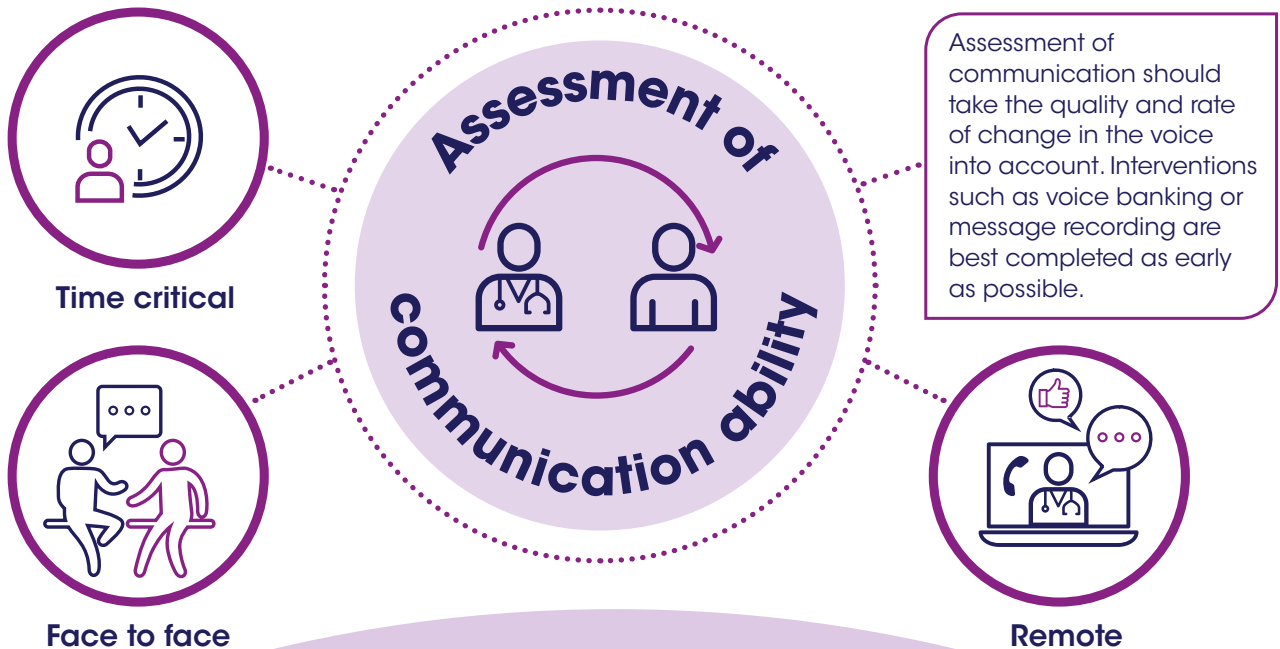 Assessment of
communication ability
Time critical
Assessment of
communication should
take the quality and rate
of change in the voice
into account. Interventions
such as voice banking or
message recording are
best completed as early
as possible.
Face to face
Remote